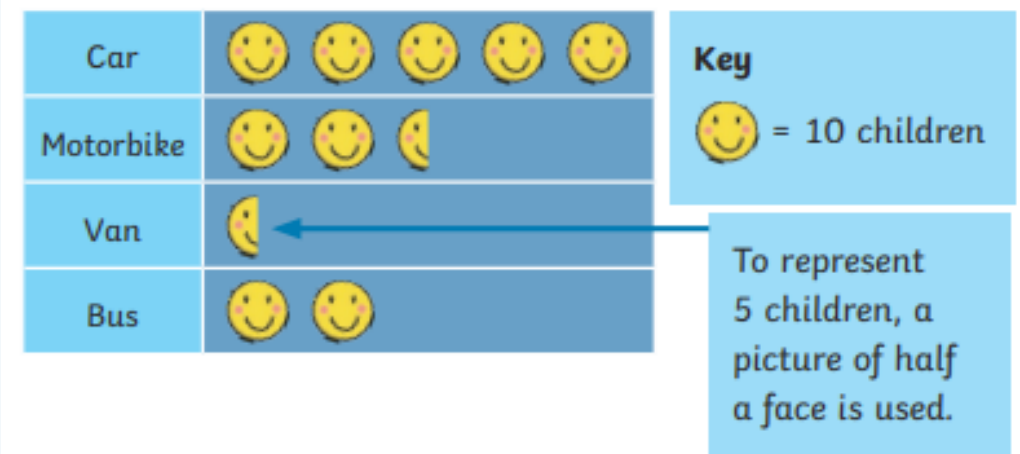 Car
Motorbike
Van
Bus
Key
= 10 children
To represent
5 children, a
picture of half
a face is used.